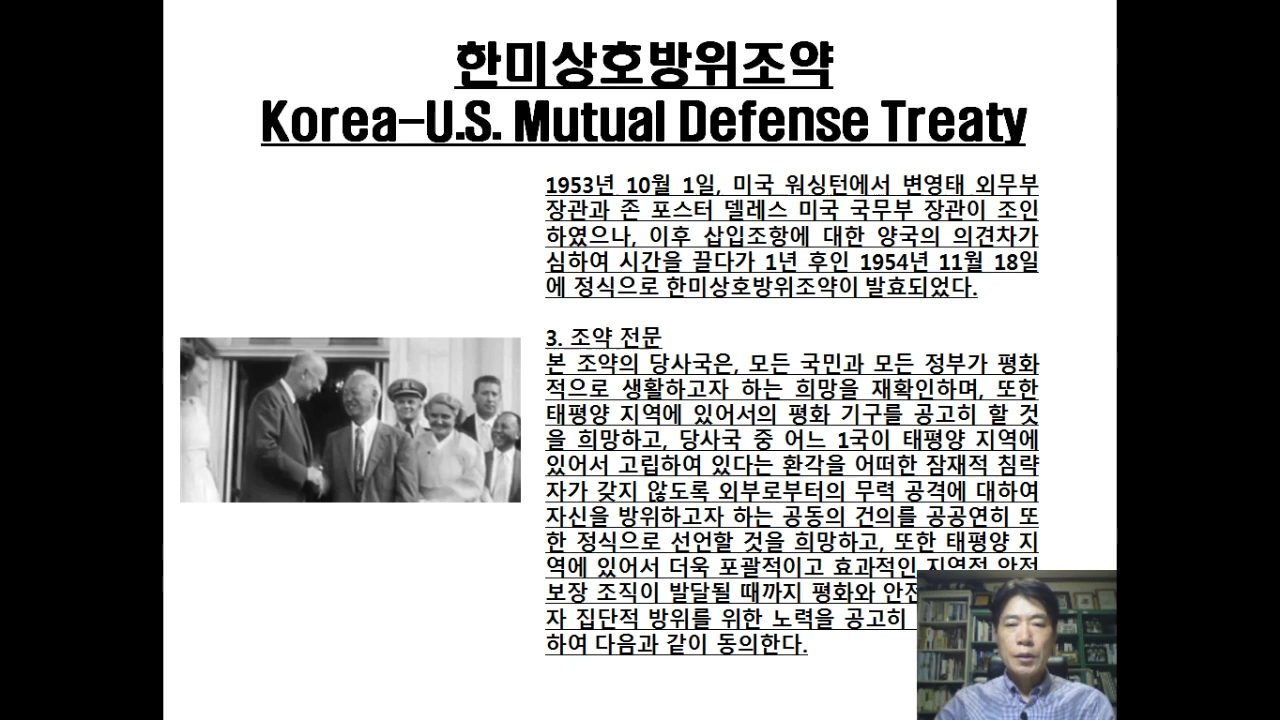 한미상호방위조약
Korea-U.S. Mutual Defense Treaty
1953년 10월 1일, 미국 워싱턴에서 변영태 외무부
장관과 존 포스터 델레스 미국 국무부 장관이 조인
하였으나, 이후 삽입조항에 대한 양국의 의견차가
심하여 시간을 끌다가 1년 후인 1954년 11월 18일
에 정식으로 한미상호방위조약이 발효되었다.
3. 조약 전문
본 조약의 당사국은, 모든 국민과 모든 정부가 평화
적으로 생활하고자 하는 희망을 재확인하며, 또한
태평양 지역에 있어서의 평화 기구를 공고히 할 것
을 희망하고, 당사국 중 어느 1국이 태평양 지역에
있어서 고립하여 있다는 환각을 어떠한 잠재적 침략
자가 갖지 않도록 외부로부터의 무력 공격에 대하여
자신을 방위하고자 하는 공동의 건의를 공공연히 또
한 정식으로 선언할 것을 희망하고, 또한 태평양 지
역에 있어서 더욱 포괄적이고 효과적인 지역적 안전
보장 조직이 발달될 때까지 평화와 안전
자 집단적 방위를 위한 노력을 공고히
하여 다음과 같이 동의한다.